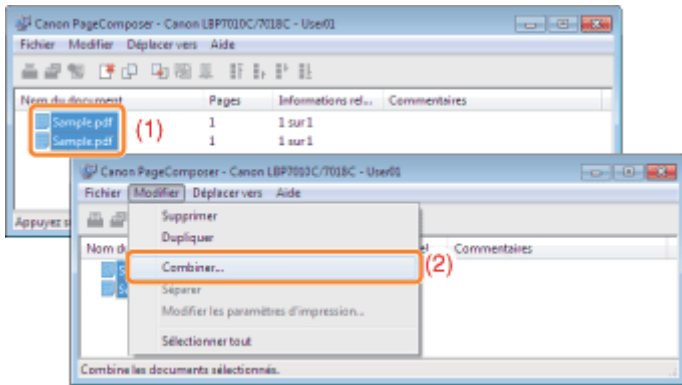 Canon PageComposer - Canon LBP7010C/7018C - User01
Fichier Modifier Déplacer vers Aide
Nom du document Pages Informations rel... Commentaires
Sample.pdf 1 1 sur 1
(1)
Sample.pdf 1 1 sur 1
Canon PageComposer - Canon LBP7010C/7018C - User01
Fichier Modifier Déplacer vers Aide
Supprimer
Appuyez
Dupliquer
Nom Commentaires
Combiner...
(2)
Séparer
Modifier les paramètres d'impression...
Sélectionner tout
Combine les documents sélectionnés.